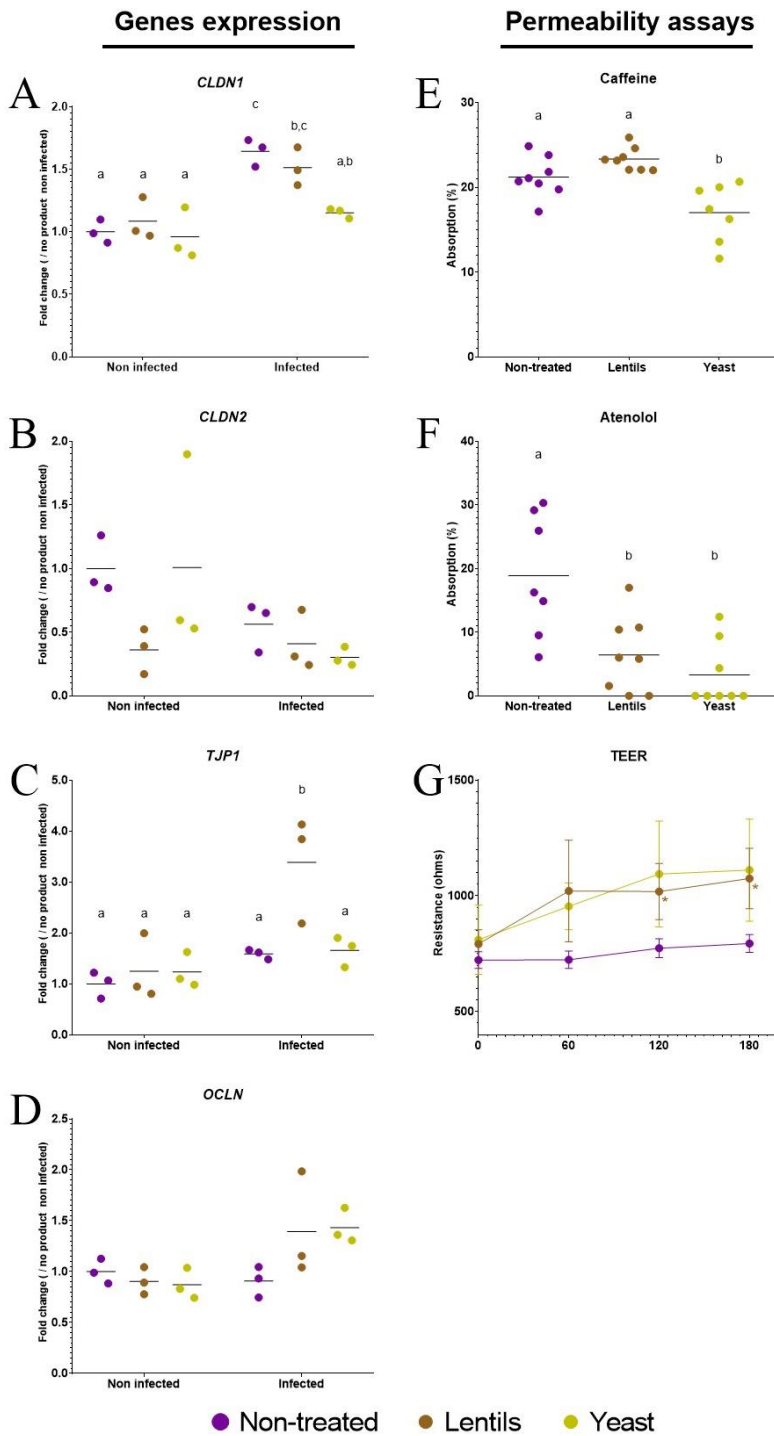 Genes expression
Permeability assays
A
CLDN1
Fold change ( / no product non infected)
2.0
1.5
1.0
0.5
0.0
a
a
a
c
b,c
a,b
Non infected
Infected
B
CLDN2
Fold change ( / no product non infected)
2.0
1.5
1.0
0.5
0.0
Non infected
Infected
C
TJP1
Fold change ( / no product non infected)
5.0
4.0
3.0
2.0
1.0
0.0
a
a
a
a
b
a
Non infected
Infected
D
OCLN
Fold change ( / no product non infected)
2.5
2.0
1.5
1.0
0.5
0.0
Non infected
Infected
E
Caffeine
Absorption (%)
30
20
10
0
a
a
b
Non-treated
Lentils
Yeast
F
Atenolol
Absorption (%)
40
30
20
10
0
a
b
b
Non-treated
Lentils
Yeast
G
TEER
Resistance (ohms)
1500
1000
500
*
*
0
60
120
180
Non-treated
Lentils
Yeast